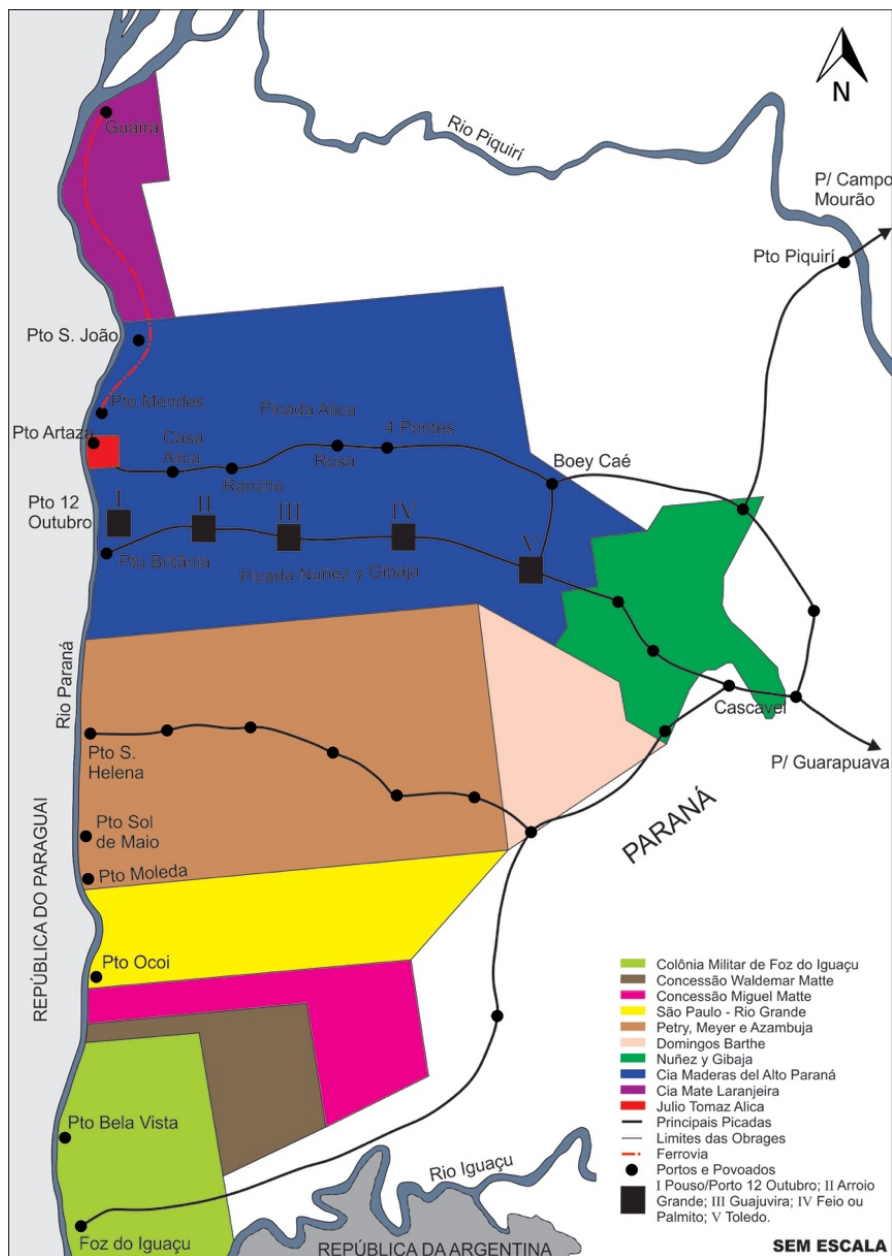 N
Guaira
Rio Piquirí
P/ Campo
Mourão
Pto Piquirí
Pto S. João
Pto Mendes
Picada Alica
Pto Artaza
Casa
Alica
4 Pontes
Rosa
Rancho
Boey Caé
Pto 12
Outubro
I
II
III
IV
V
Pto Britânia
Picada Nuñez y Gibaja
Rio Paraná
Cascavel
Pto S.
Helena
P/ Guarapuava
PARANÁ
Pto Sol
de Maio
Pto Moleda
REPÚBLICA DO PARAGUAI
Pto Ocoi
Pto Bela Vista
Rio Iguaçu
Foz do Iguaçu
REPÚBLICA DA ARGENTINA
Colônia Militar de Foz do Iguaçu
Concessão Waldemar Matte
Concessão Miguel Matte
São Paulo - Rio Grande
Petry, Meyer e Azambuja
Domingos Barthe
Nuñez y Gibaja
Cia Maderas del Alto Paraná
Cia Mate Laranjeira
Julio Tomaz Alica
Principais Picadas
Limites das Obrages
Ferrovia
Portos e Povoados
I Pouso/Porto 12 Outubro; II Arroio
Grande; III Guajuvira; IV Feio ou
Palmito; V Toledo.
SEM ESCALA